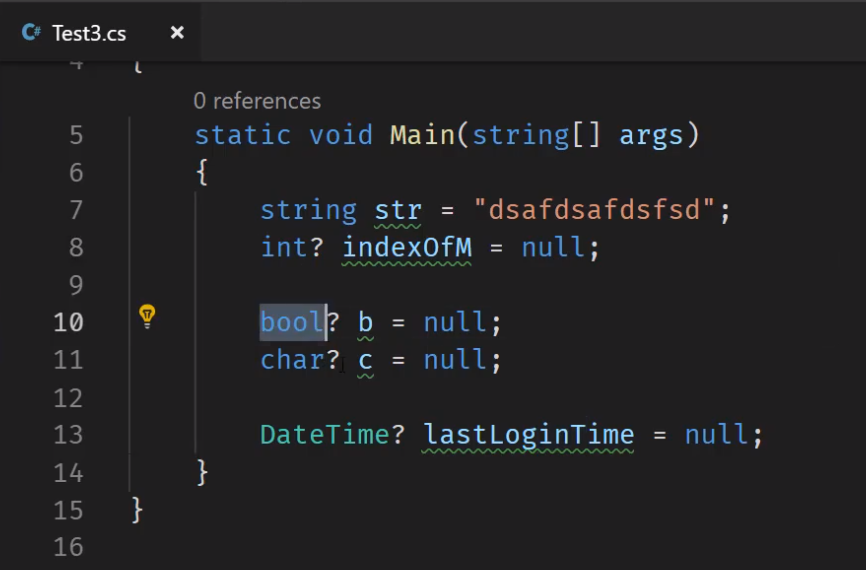 C# Test3.cs ×
4 {
0 references
5 static void Main(string[] args)
6 {
7 string str = "dsafdsafdsfsd";
8 int? indexOfM = null;
9
10 bool? b = null;
11 char? c = null;
12
13 DateTime? lastLoginTime = null;
14 }
15 }
16